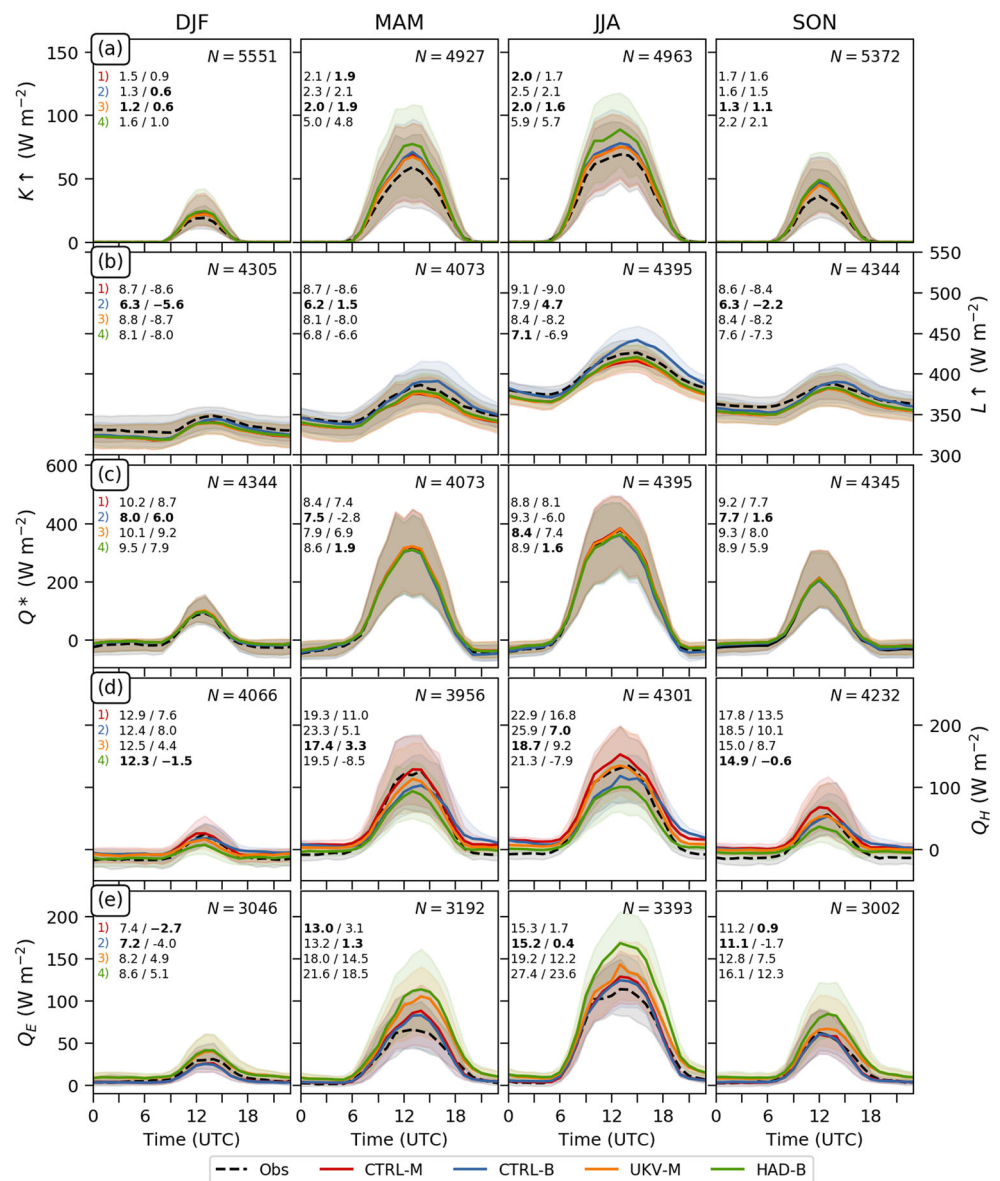 DJF MAM JJA SON
(a)
N = 5551 N = 4927 N = 4963 N = 5372
1) 1.5 / 0.9 2.1 / 1.9 2.0 / 1.7 1.7 / 1.6
2) 1.3 / 0.6 2.3 / 2.1 2.5 / 2.1 1.6 / 1.5
3) 1.2 / 0.6 2.0 / 1.9 2.0 / 1.6 1.3 / 1.1
4) 1.6 / 1.0 5.0 / 4.8 5.9 / 5.7 2.2 / 2.1
K↑ (W m−2)
150
100
50
0
(b)
N = 4305 N = 4073 N = 4395 N = 4344
1) 8.7 / -8.6 8.7 / -8.6 9.1 / -9.0 8.6 / -8.4
2) 6.3 / −5.6 6.2 / 1.5 7.9 / 4.7 6.3 / −2.2
3) 8.8 / -8.7 8.1 / -8.0 8.4 / -8.2 8.4 / -8.2
4) 8.1 / -8.0 6.8 / -6.6 7.1 / -6.9 7.6 / -7.3
550
500
450
400
350
300
L↑ (W m−2)
(c)
N = 4344 N = 4073 N = 4395 N = 4345
1) 10.2 / 8.7 8.4 / 7.4 8.8 / 8.1 9.2 / 7.7
2) 8.0 / 6.0 7.5 / -2.8 9.3 / -6.0 7.7 / 1.6
3) 10.1 / 9.2 7.9 / 6.9 8.4 / 7.4 9.3 / 8.0
4) 9.5 / 7.9 8.6 / 1.9 8.9 / 1.6 8.9 / 5.9
Q* (W m−2)
600
400
200
0
(d)
N = 4066 N = 3956 N = 4301 N = 4232
1) 12.9 / 7.6 19.3 / 11.0 22.9 / 16.8 17.8 / 13.5
2) 12.4 / 8.0 23.3 / 5.1 25.9 / 7.0 18.5 / 10.1
3) 12.5 / 4.4 17.4 / 3.3 18.7 / 9.2 15.0 / 8.7
4) 12.3 / −1.5 19.5 / -8.5 21.3 / -7.9 14.9 / −0.6
200
100
0
QH (W m−2)
(e)
N = 3046 N = 3192 N = 3393 N = 3002
1) 7.4 / −2.7 13.0 / 3.1 15.3 / 1.7 11.2 / 0.9
2) 7.2 / -4.0 13.2 / 1.3 15.2 / 0.4 11.1 / -1.7
3) 8.2 / 4.9 18.0 / 14.5 19.2 / 12.2 12.8 / 7.5
4) 8.6 / 5.1 21.6 / 18.5 27.4 / 23.6 16.1 / 12.3
QE (W m−2)
200
150
100
50
0
0 6 12 18 0 6 12 18 0 6 12 18 0 6 12 18
Time (UTC) Time (UTC) Time (UTC) Time (UTC)
Obs CTRL-M CTRL-B UKV-M HAD-B